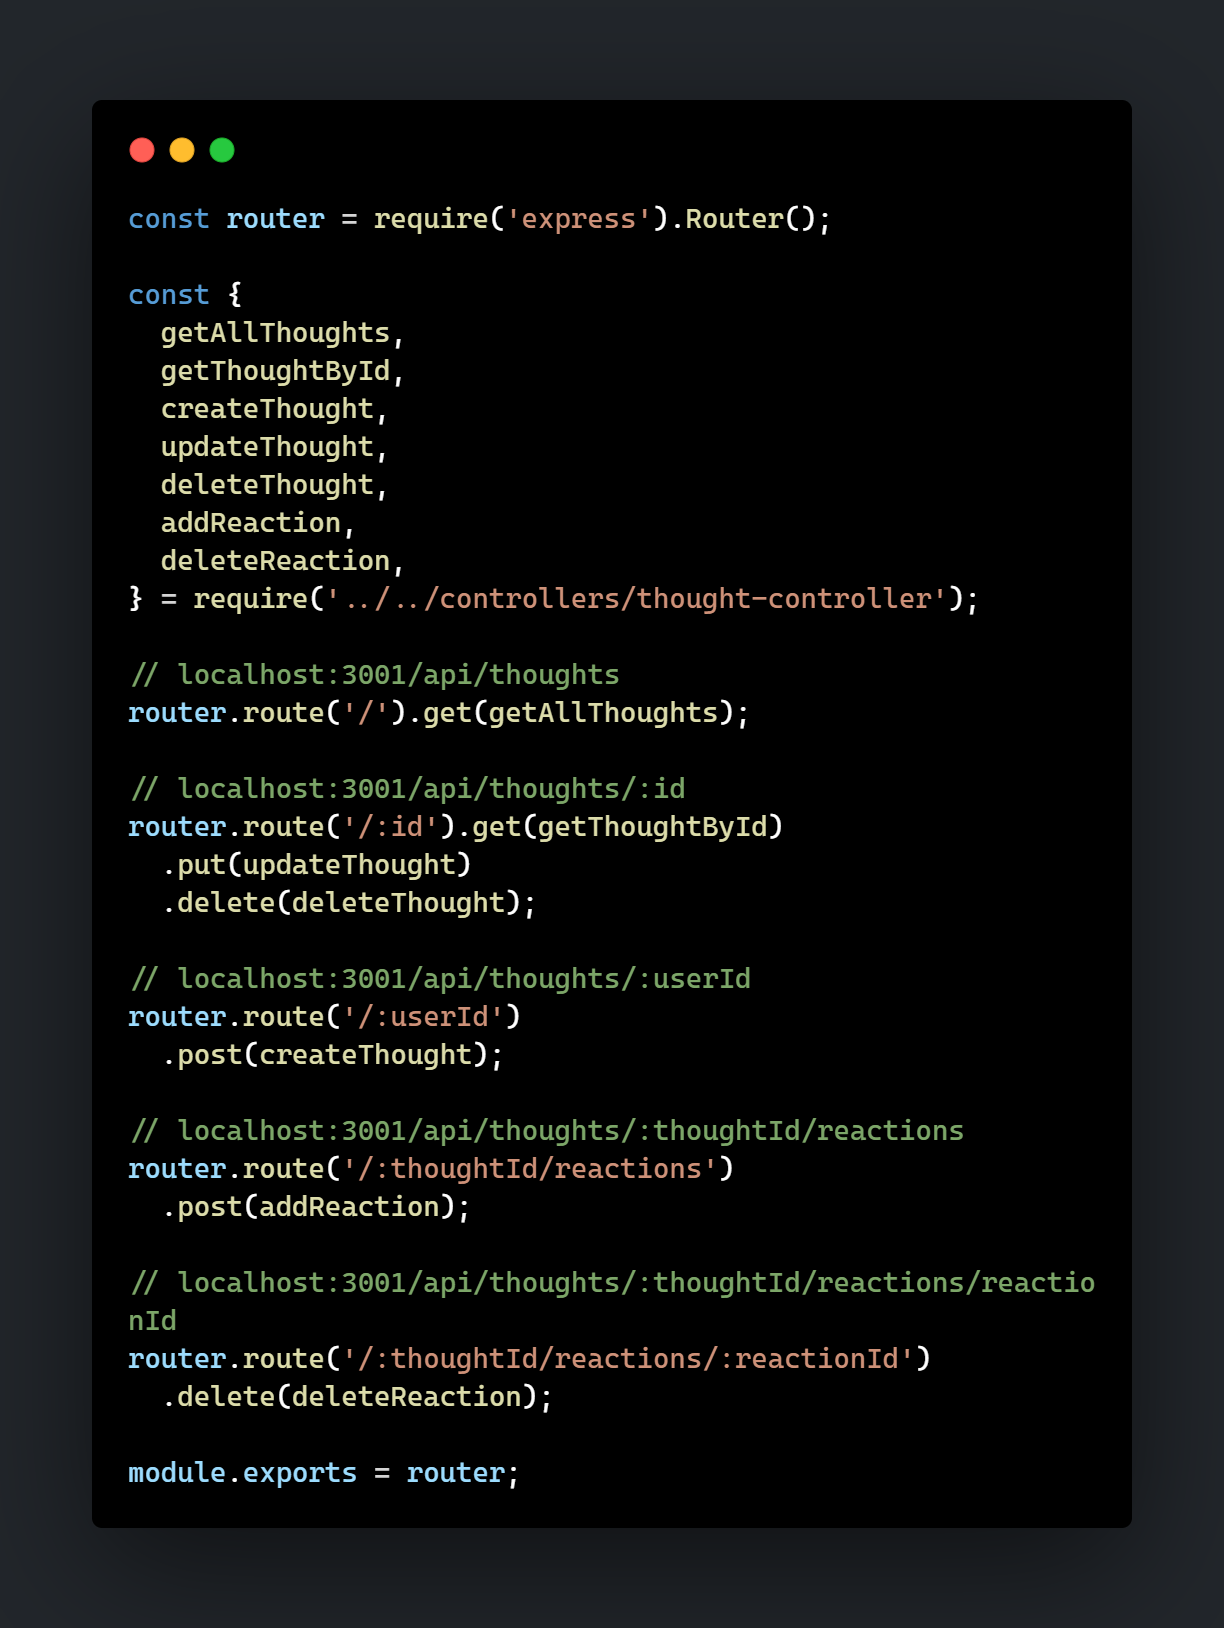 const router = require('express').Router();

const {
  getAllThoughts,
  getThoughtById,
  createThought,
  updateThought,
  deleteThought,
  addReaction,
  deleteReaction,
} = require('../../controllers/thought-controller');

// localhost:3001/api/thoughts
router.route('/').get(getAllThoughts);

// localhost:3001/api/thoughts/:id
router.route('/:id').get(getThoughtById)
  .put(updateThought)
  .delete(deleteThought);

// localhost:3001/api/thoughts/:userId
router.route('/:userId')
  .post(createThought);

// localhost:3001/api/thoughts/:thoughtId/reactions
router.route('/:thoughtId/reactions')
  .post(addReaction);

// localhost:3001/api/thoughts/:thoughtId/reactions/reactio
nId
router.route('/:thoughtId/reactions/:reactionId')
  .delete(deleteReaction);

module.exports = router;